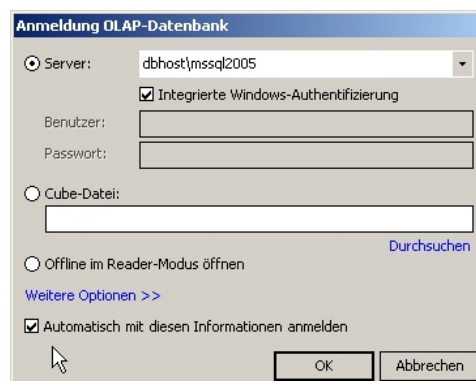 Anmeldung OLAP-Datenbank
Server: dbhost\mssql2005
Integrierte Windows-Authentifizierung
Benutzer:
Passwort:
Cube-Datei:
Durchsuchen
Offline im Reader-Modus öffnen
Weitere Optionen >>
Automatisch mit diesen Informationen anmelden
OK Abbrechen